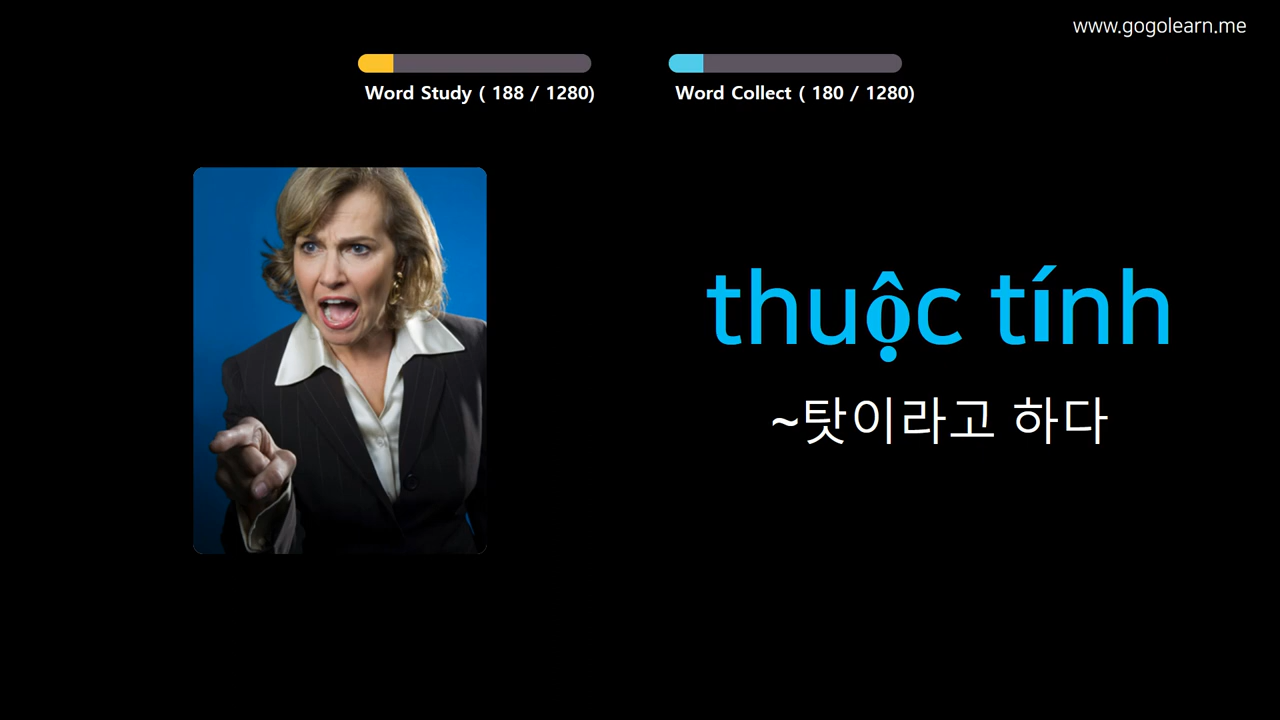 www.gogolearn.me
Word Study ( 188 / 1280)
Word Collect ( 180 / 1280)
thuộc tính
~탓이라고 하다